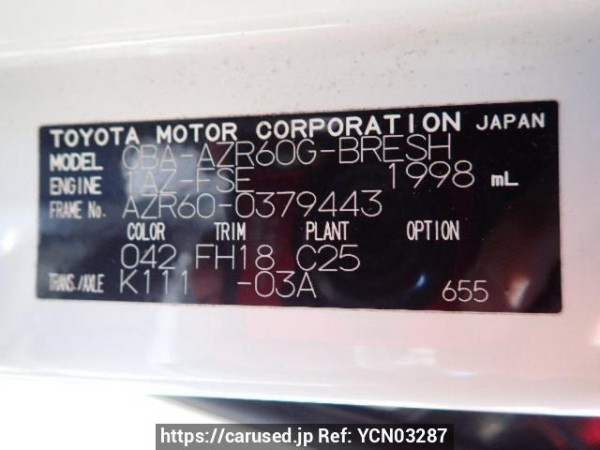 TOYOTA MOTOR CORPORATION JAPAN
MODEL CBA-AZR60G-BRESH
ENGINE 1AZ-FSE 1998 mL
FRAME No. AZR60-0379443
COLOR TRIM PLANT OPTION
042 FH18 C25
TRANS./AXLE K111 -03A 655
https://carused.jp Ref: YCN03287